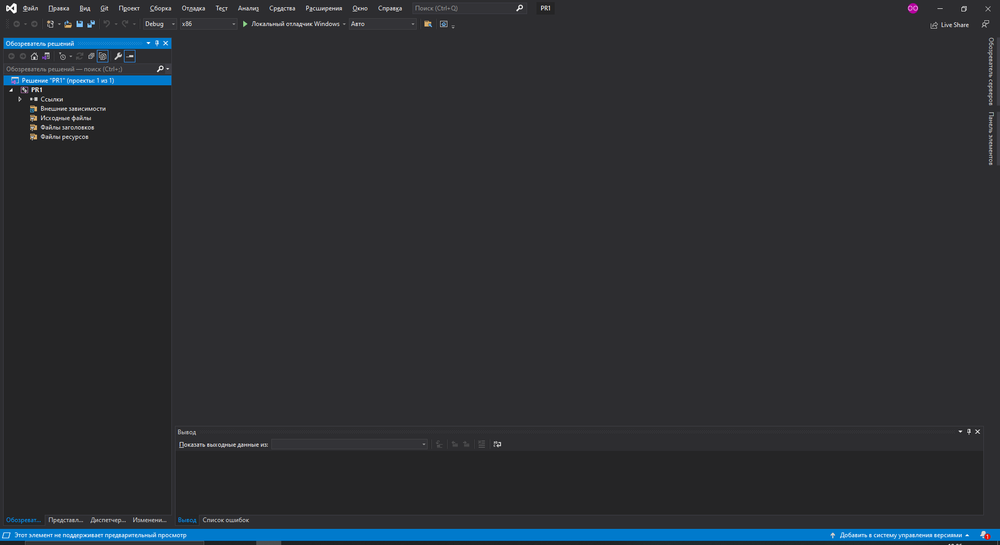 Файл Правка Вид Git Проект Сборка Отладка Тест Анализ Средства Расширения Окно Справка Поиск (Ctrl+Q) PR1 OO
Debug x86 Локальный отладчик Windows Авто Live Share
Обозреватель решений
Обозреватель решений — поиск (Ctrl+;)
Решение "PR1" (проекты: 1 из 1)
PR1
Ссылки
Внешние зависимости
Исходные файлы
Файлы заголовков
Файлы ресурсов
Обозреватель серверов
Панель элементов
Вывод
Показать выходные данные из:
Обозреват... Представл... Диспетчер... Изменени... Вывод Список ошибок
Этот элемент не поддерживает предварительный просмотр Добавить в систему управления версиями 1